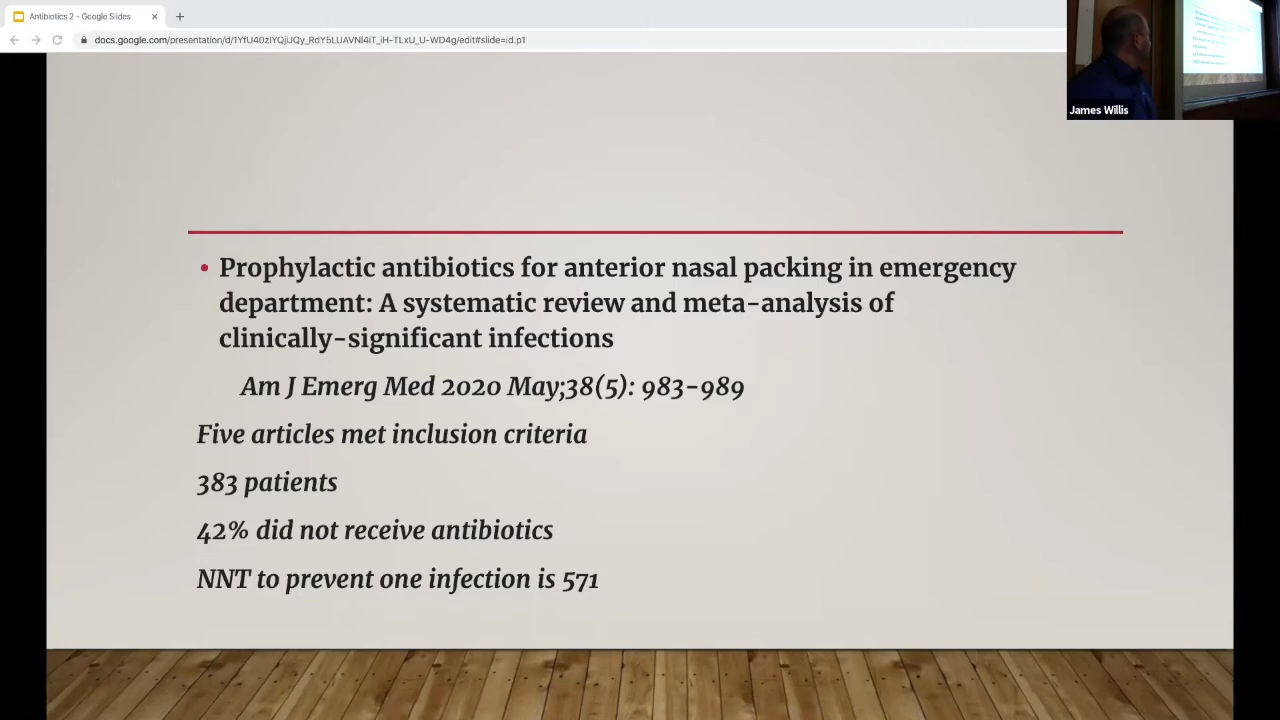 Antibiotics 2 - Google Slides
docs.google.com/presentation/d/1YfU40zIYQjiJQy_RdY5LUAVNl4iT_iH-TLxU_U-WD4g/edit#slide=id.p1
James Willis
• Prophylactic antibiotics for anterior nasal packing in emergency
department: A systematic review and meta-analysis of
clinically-significant infections
Am J Emerg Med 2020 May;38(5): 983-989
Five articles met inclusion criteria
383 patients
42% did not receive antibiotics
NNT to prevent one infection is 571